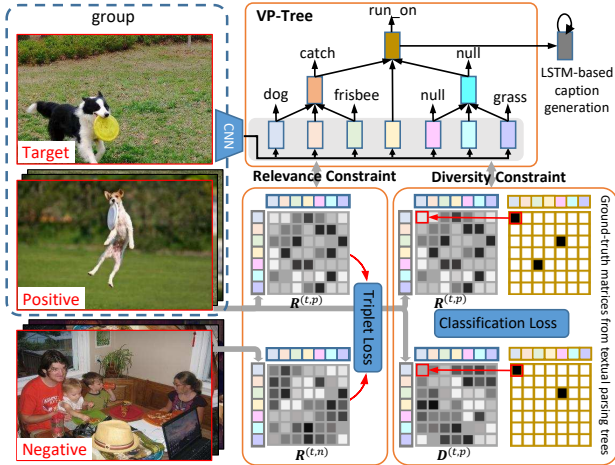 group
VP-Tree
run_on
catch
null
dog
frisbee
null
grass
LSTM-based
caption
generation
CNN
Target
Relevance Constraint
Diversity Constraint
Positive
R(t,p)
R(t,p)
Triplet Loss
Classification Loss
Ground-truth matrices from textual parsing trees
Negative
R(t,n)
D(t,p)